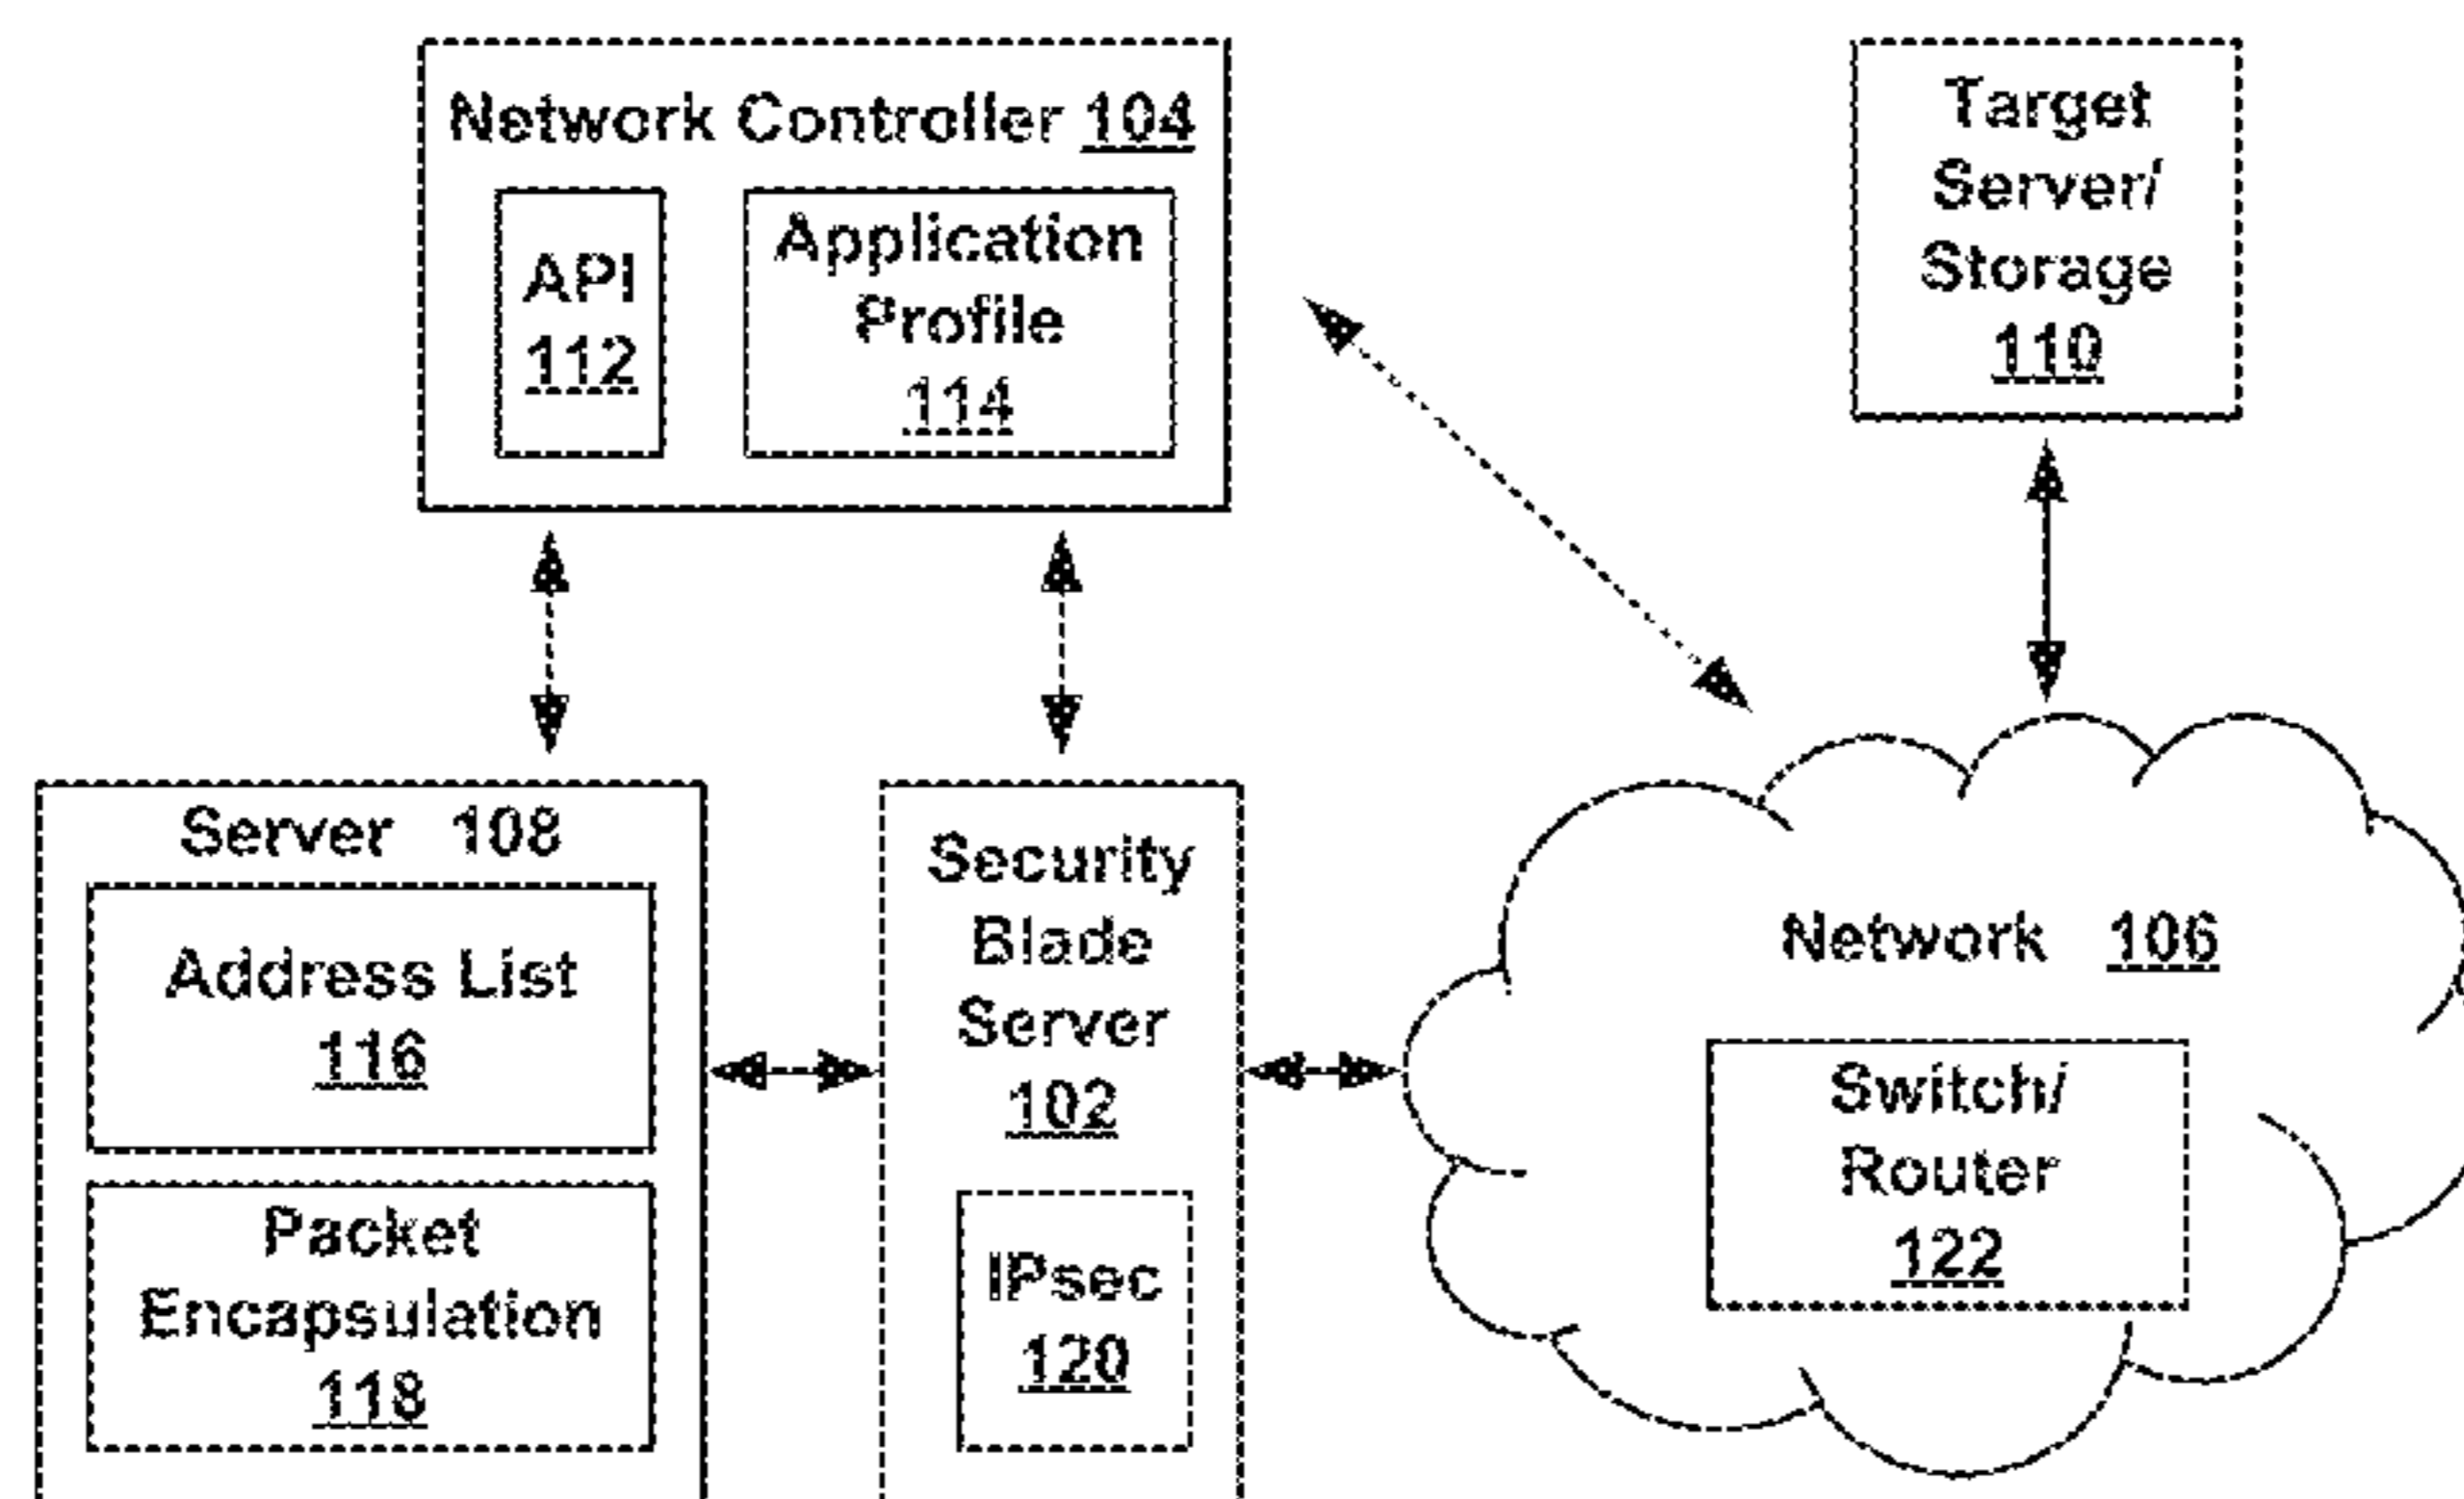 Network Controller 104
API
112
Application
Profile
114
Target
Server/
Storage
110
Server 108
Address List
116
Packet
Encapsulation
118
Security
Blade
Server
102
IPsec
120
Network 106
Switch/
Router
122